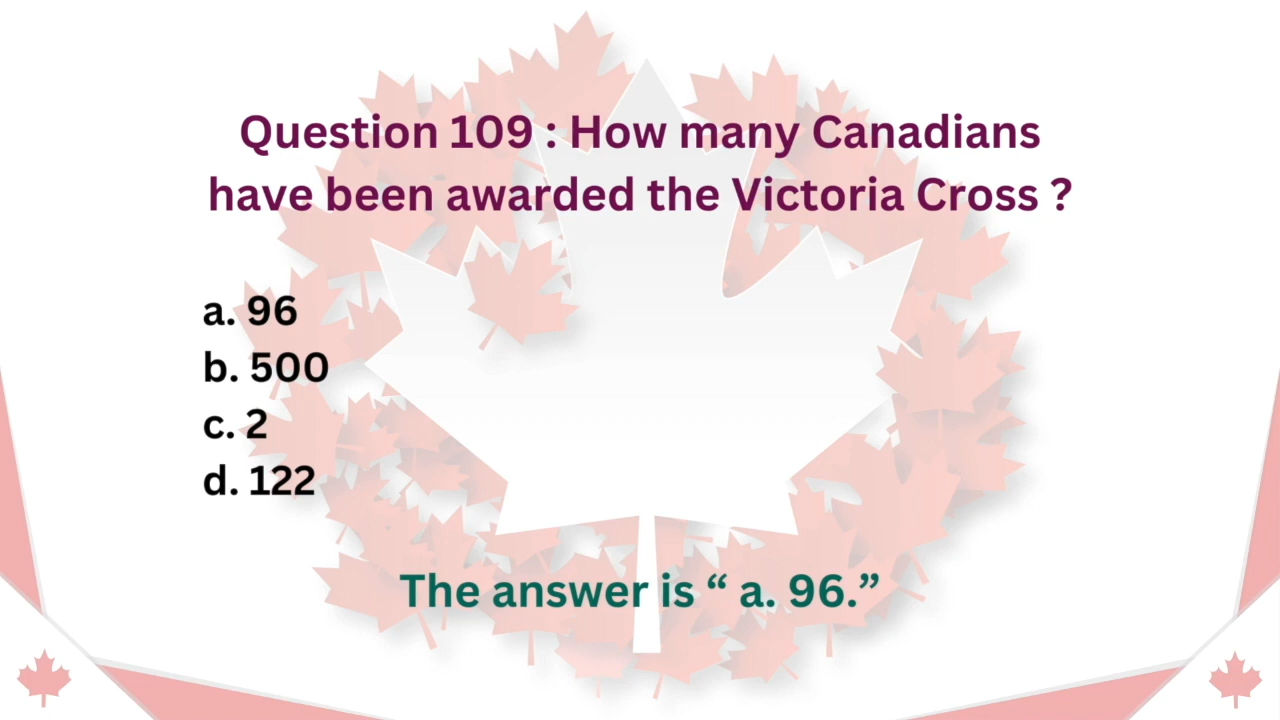 Question 109 : How many Canadians
have been awarded the Victoria Cross ?
a. 96
b. 500
c. 2
d. 122
The answer is “ a. 96.”